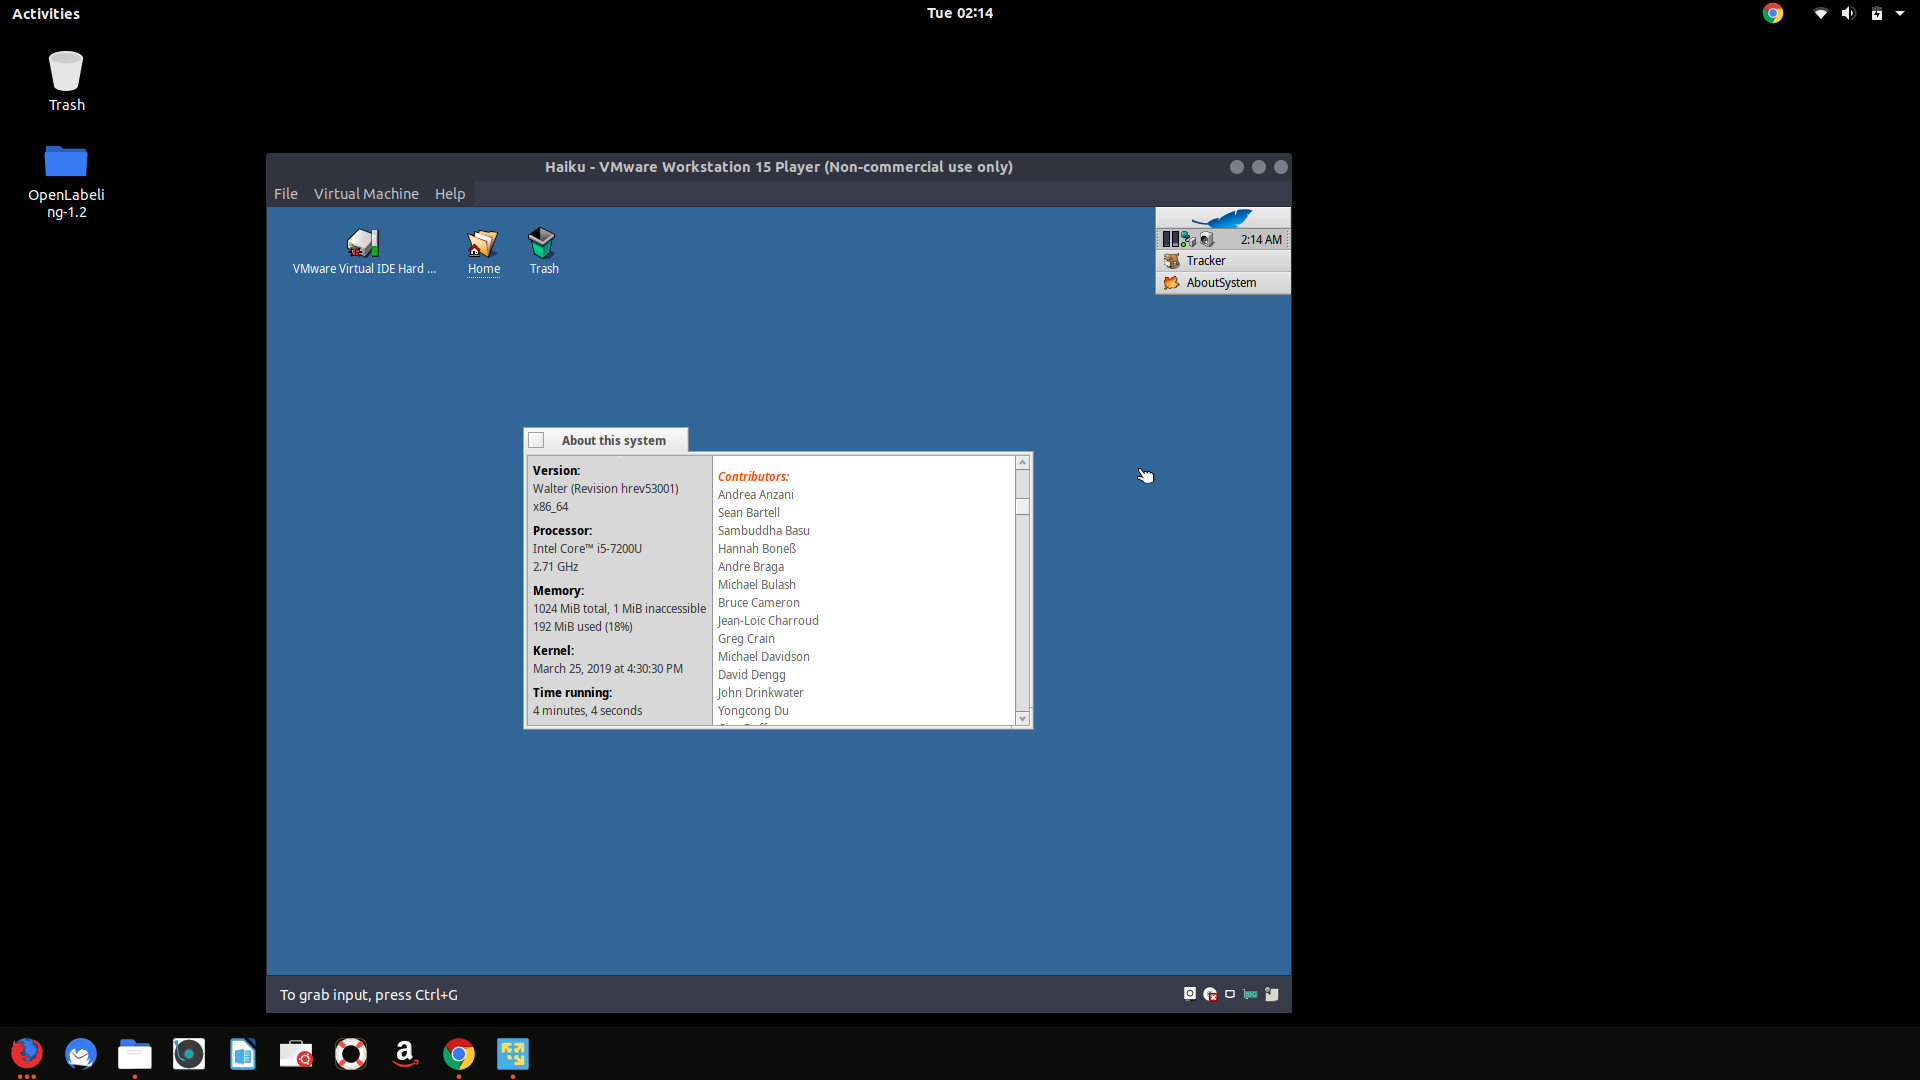 Activities
Tue 02:14
Trash
OpenLabeli
ng-1.2
Haiku - VMware Workstation 15 Player (Non-commercial use only)
File Virtual Machine Help
VMware Virtual IDE Hard ...
Home
Trash
2:14 AM
Tracker
AboutSystem
About this system
Version:
Walter (Revision hrev53001)
x86_64
Processor:
Intel Core™ i5-7200U
2.71 GHz
Memory:
1024 MiB total, 1 MiB inaccessible
192 MiB used (18%)
Kernel:
March 25, 2019 at 4:30:30 PM
Time running:
4 minutes, 4 seconds
Contributors:
Andrea Anzani
Sean Bartell
Sambuddha Basu
Hannah Boneß
Andre Braga
Michael Bulash
Bruce Cameron
Jean-Loïc Charroud
Greg Crain
Michael Davidson
David Dengg
John Drinkwater
Yongcong Du
To grab input, press Ctrl+G